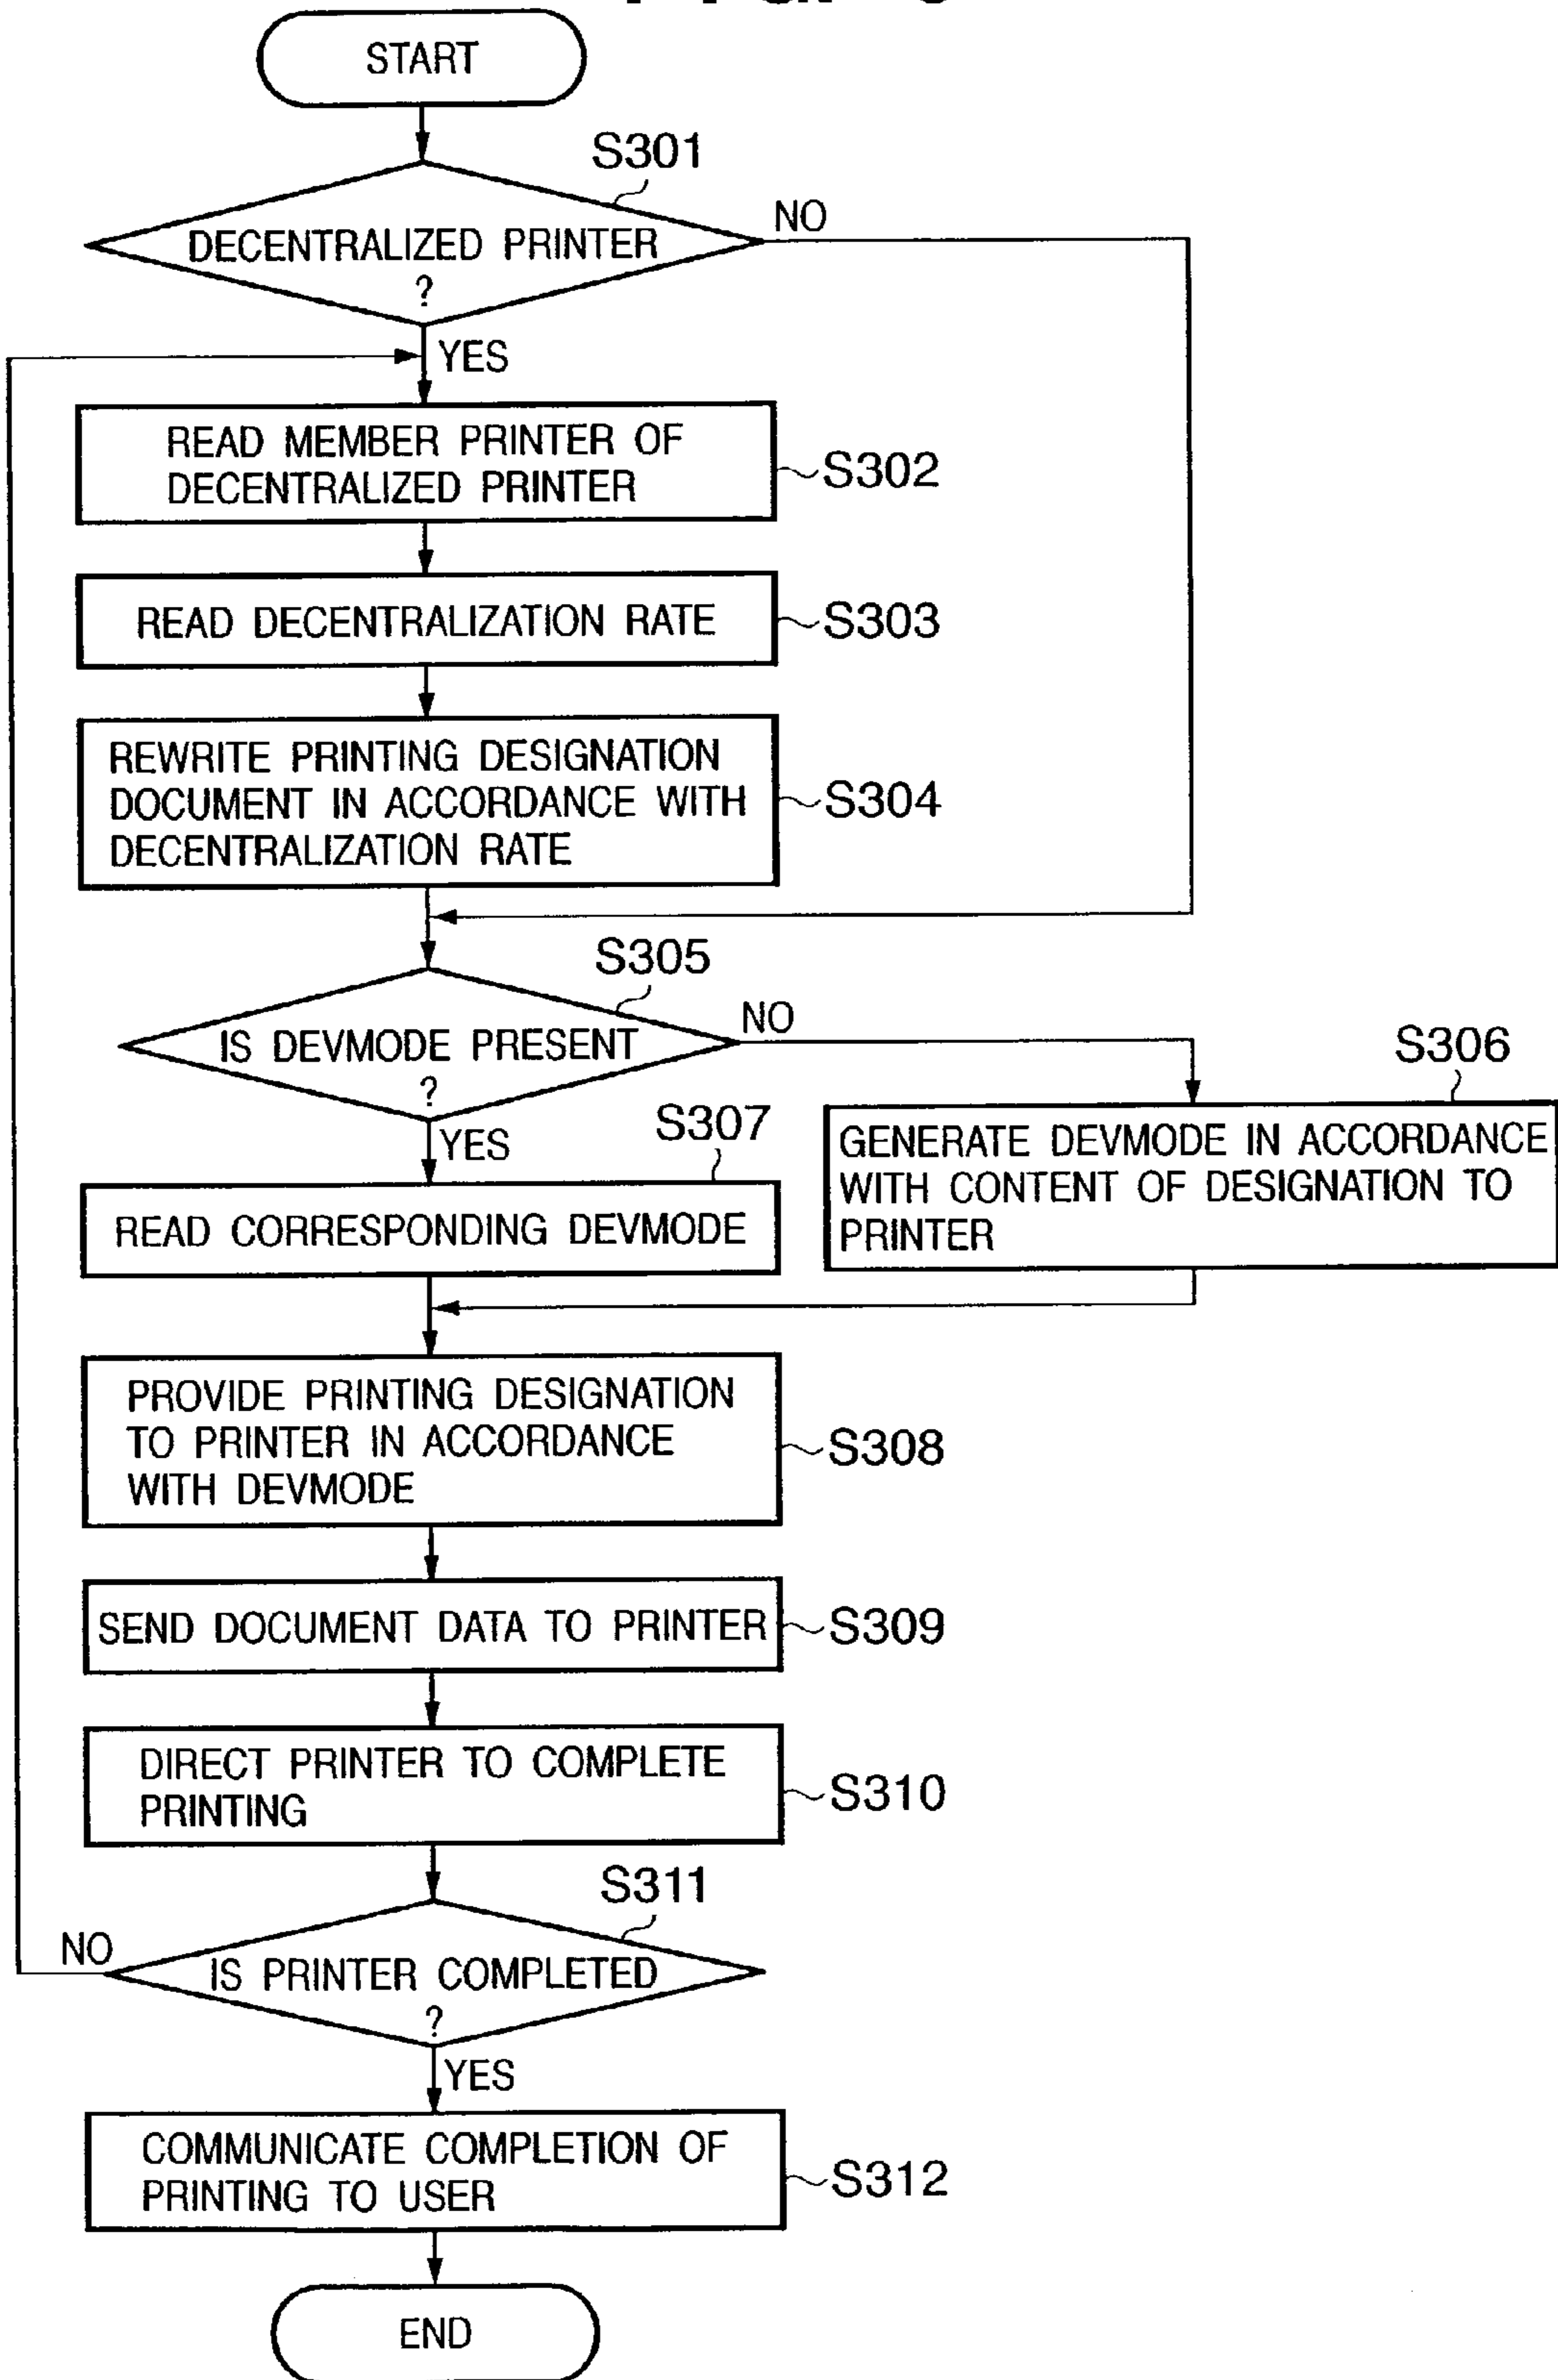 START
S301
DECENTRALIZED PRINTER
?
NO
YES
READ MEMBER PRINTER OF
DECENTRALIZED PRINTER
S302
READ DECENTRALIZATION RATE
S303
REWRITE PRINTING DESIGNATION
DOCUMENT IN ACCORDANCE WITH
DECENTRALIZATION RATE
S304
S305
IS DEVMODE PRESENT
?
NO
YES
S306
GENERATE DEVMODE IN ACCORDANCE
WITH CONTENT OF DESIGNATION TO
PRINTER
S307
READ CORRESPONDING DEVMODE
PROVIDE PRINTING DESIGNATION
TO PRINTER IN ACCORDANCE
WITH DEVMODE
S308
SEND DOCUMENT DATA TO PRINTER
S309
DIRECT PRINTER TO COMPLETE
PRINTING
S310
S311
NO
IS PRINTER COMPLETED
?
YES
COMMUNICATE COMPLETION OF
PRINTING TO USER
S312
END